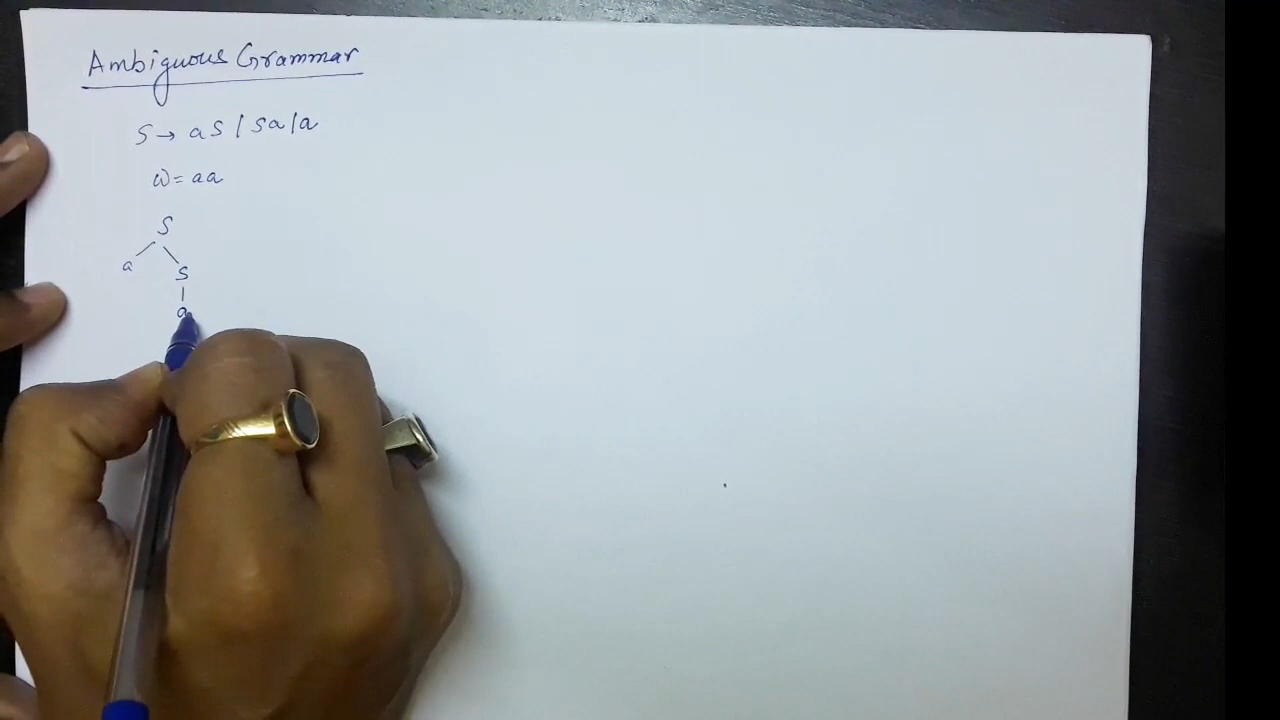 Ambiguous Grammar
S → aS / Sa / a
ω = aa
S
a S
a